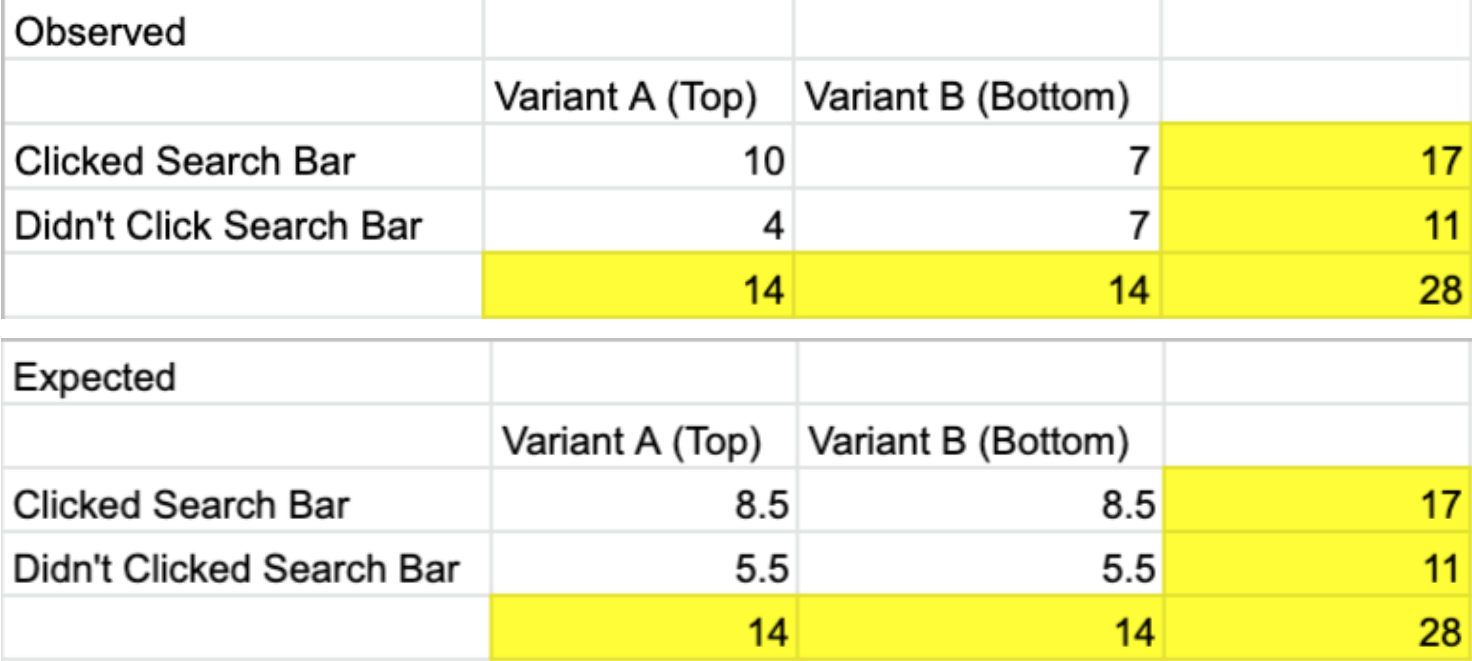 Observed
Variant A (Top) Variant B (Bottom)
Clicked Search Bar 10 7 17
Didn't Click Search Bar 4 7 11
14 14 28
Expected
Variant A (Top) Variant B (Bottom)
Clicked Search Bar 8.5 8.5 17
Didn't Clicked Search Bar 5.5 5.5 11
14 14 28